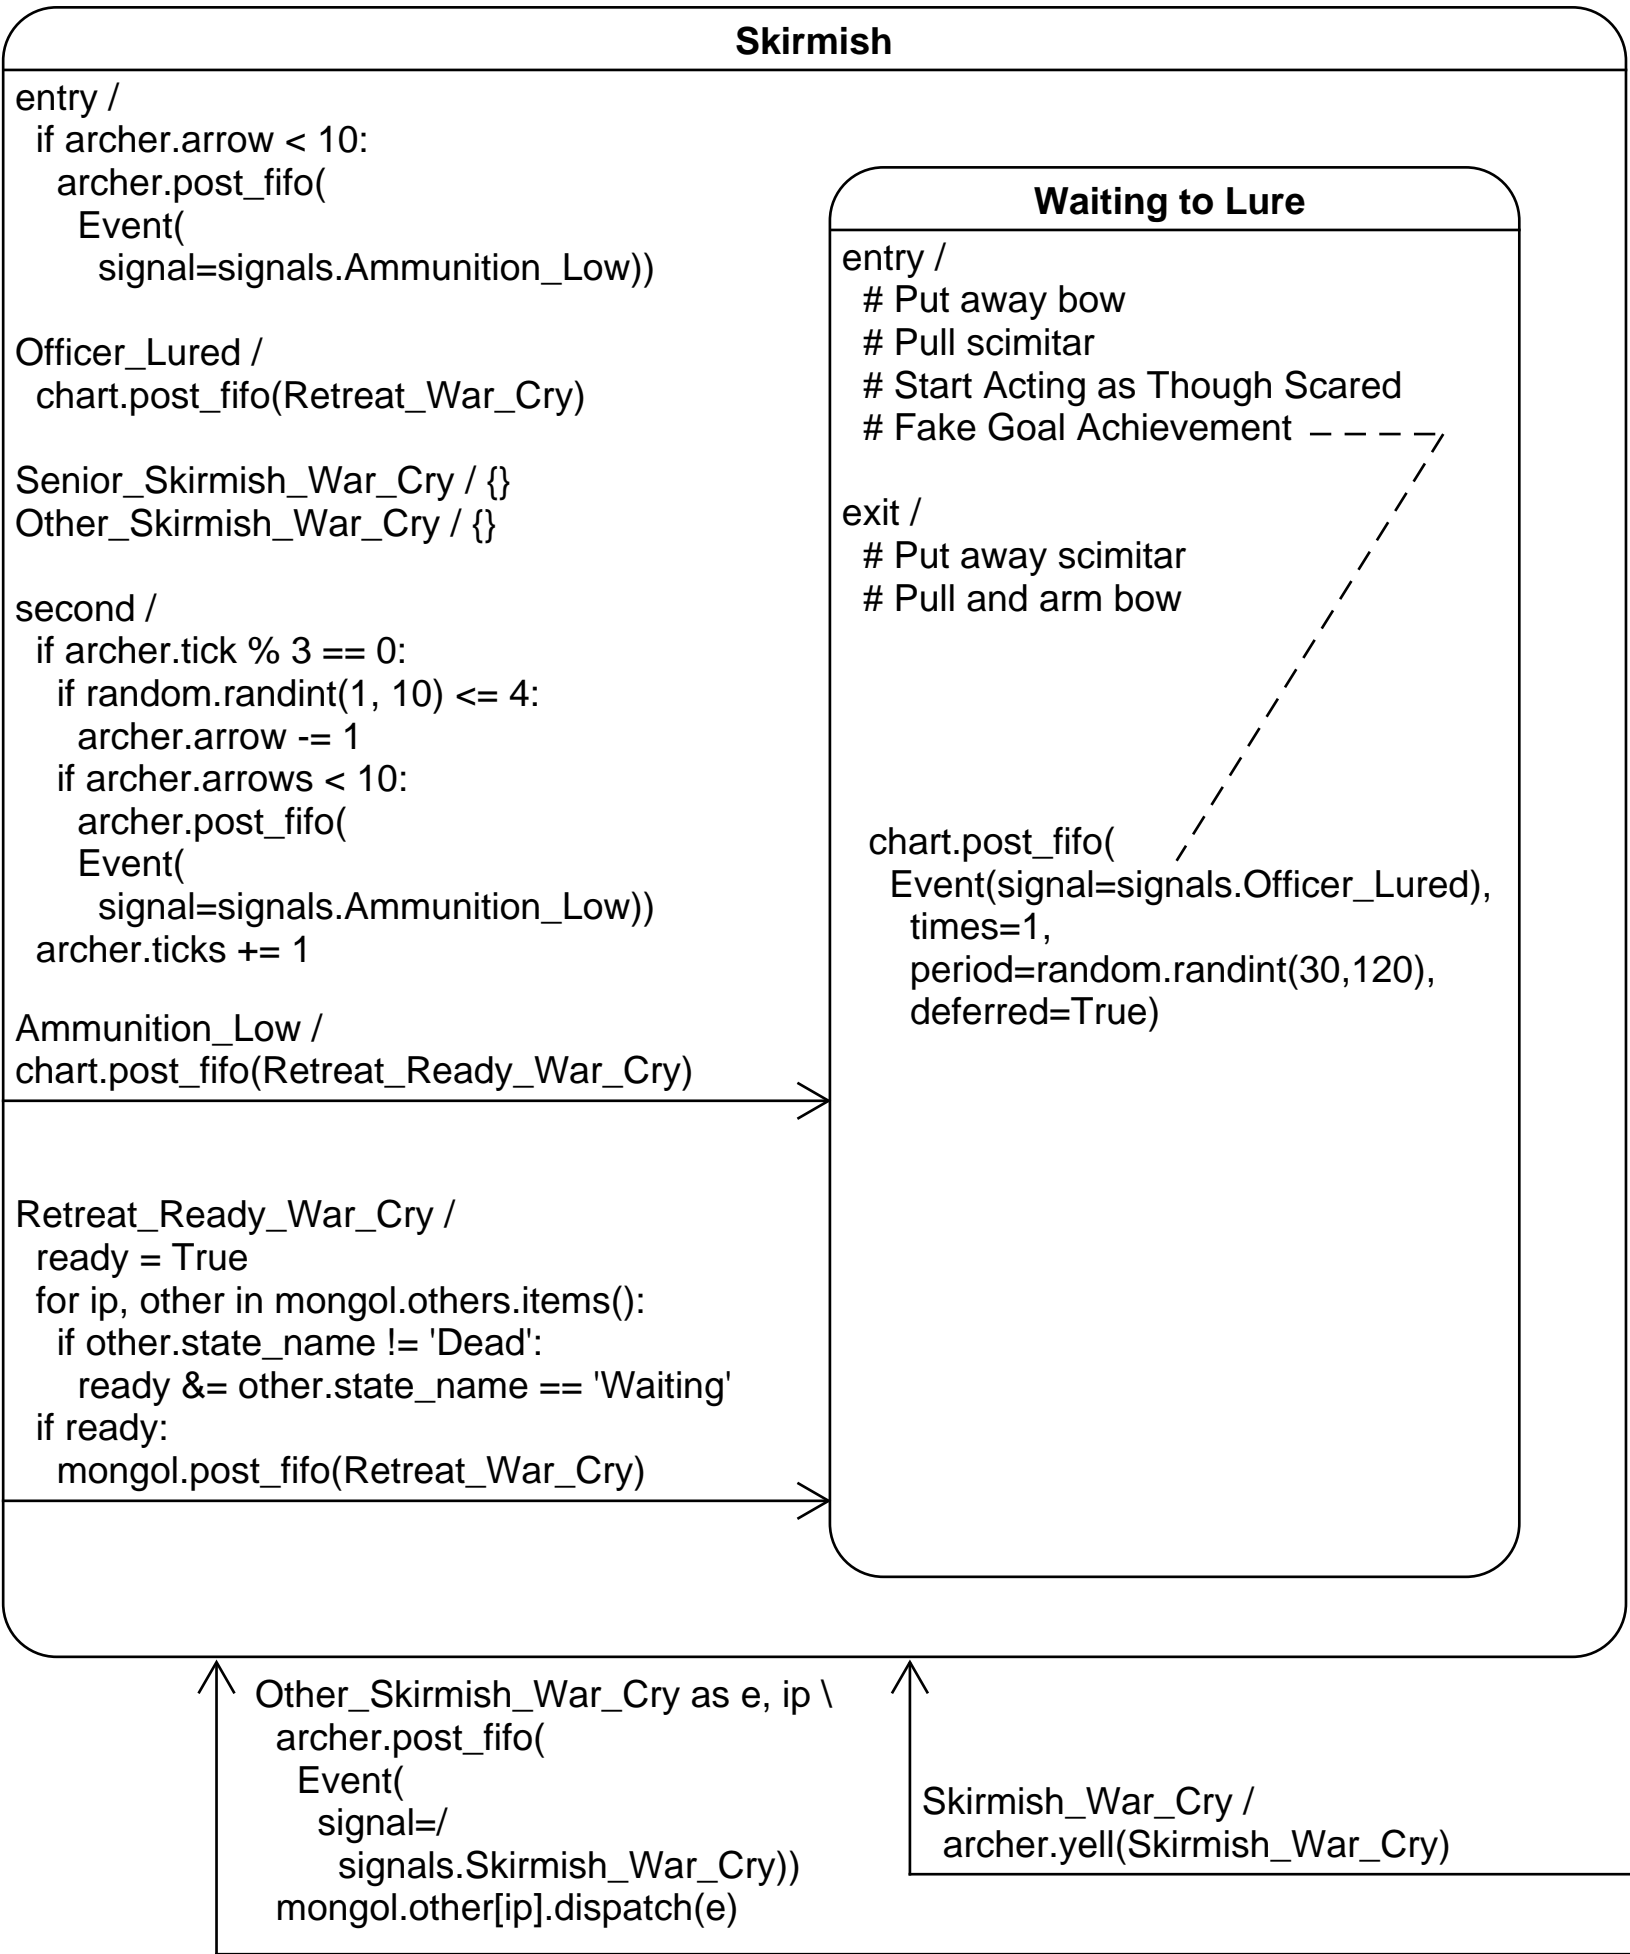 Skirmish
entry /
if archer.arrow < 10:
archer.post_fifo(
Event(
signal=signals.Ammunition_Low))
Officer_Lured /
chart.post_fifo(Retreat_War_Cry)
Senior_Skirmish_War_Cry / {}
Other_Skirmish_War_Cry / {}
second /
if archer.tick % 3 == 0:
if random.randint(1, 10) <= 4:
archer.arrow -= 1
if archer.arrows < 10:
archer.post_fifo(
Event(
signal=signals.Ammunition_Low))
archer.ticks += 1
Ammunition_Low /
chart.post_fifo(Retreat_Ready_War_Cry)
Retreat_Ready_War_Cry /
ready = True
for ip, other in mongol.others.items():
if other.state_name != 'Dead':
ready &= other.state_name == 'Waiting'
if ready:
mongol.post_fifo(Retreat_War_Cry)
Waiting to Lure
entry /
# Put away bow
# Pull scimitar
# Start Acting as Though Scared
# Fake Goal Achievement
exit /
# Put away scimitar
# Pull and arm bow
chart.post_fifo(
Event(signal=signals.Officer_Lured),
times=1,
period=random.randint(30,120),
deferred=True)
Other_Skirmish_War_Cry as e, ip \
archer.post_fifo(
Event(
signal=/
signals.Skirmish_War_Cry))
mongol.other[ip].dispatch(e)
Skirmish_War_Cry /
archer.yell(Skirmish_War_Cry)